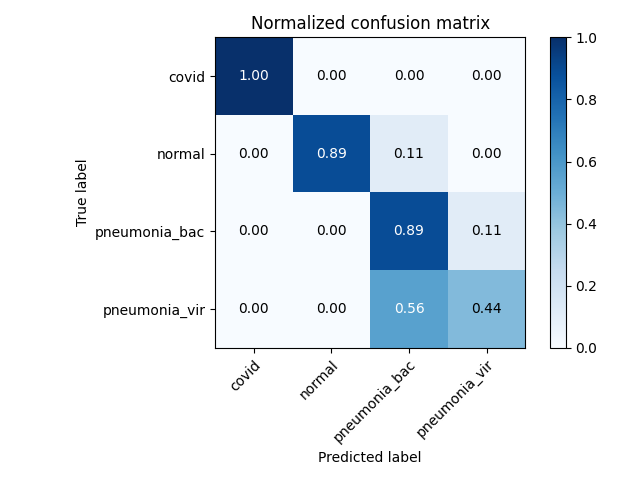 Normalized confusion matrix
True label
covid 1.00 0.00 0.00 0.00
normal 0.00 0.89 0.11 0.00
pneumonia_bac 0.00 0.00 0.89 0.11
pneumonia_vir 0.00 0.00 0.56 0.44
covid normal pneumonia_bac pneumonia_vir
Predicted label
1.0
0.8
0.6
0.4
0.2
0.0